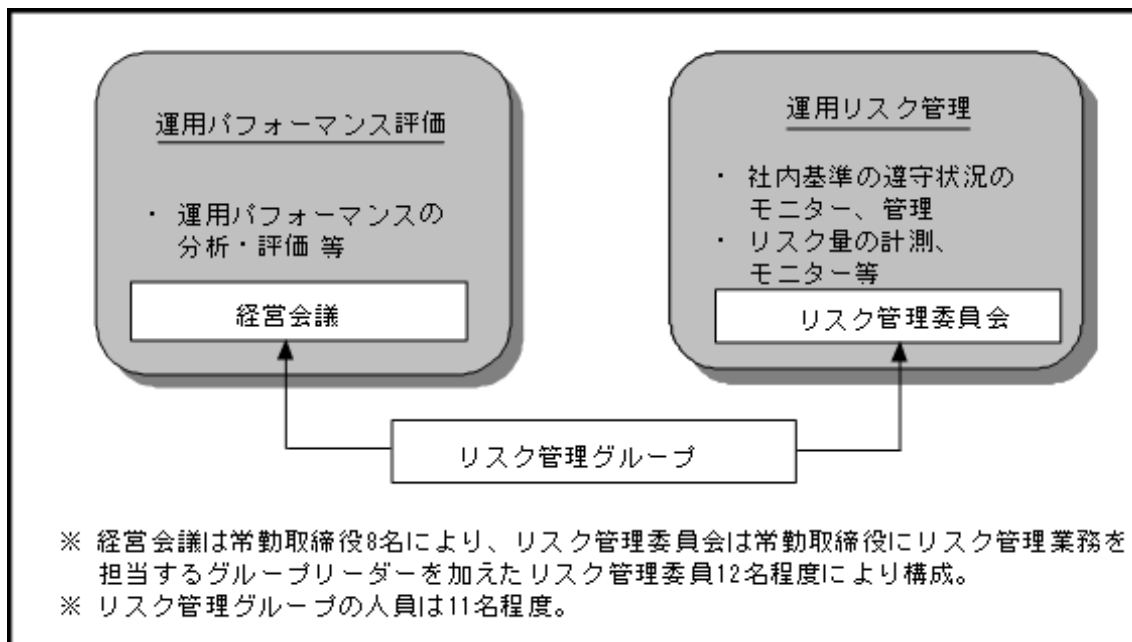 運用パフォーマンス評価
・ 運用パフォーマンスの
分析・評価 等
経営会議
運用リスク管理
・ 社内基準の遵守状況の
モニター、管理
・ リスク量の計測、
モニター等
リスク管理委員会
リスク管理グループ
※ 経営会議は常勤取締役8名により、リスク管理委員会は常勤取締役にリスク管理業務を
担当するグループリーダーを加えたリスク管理委員12名程度により構成。
※ リスク管理グループの人員は11名程度。